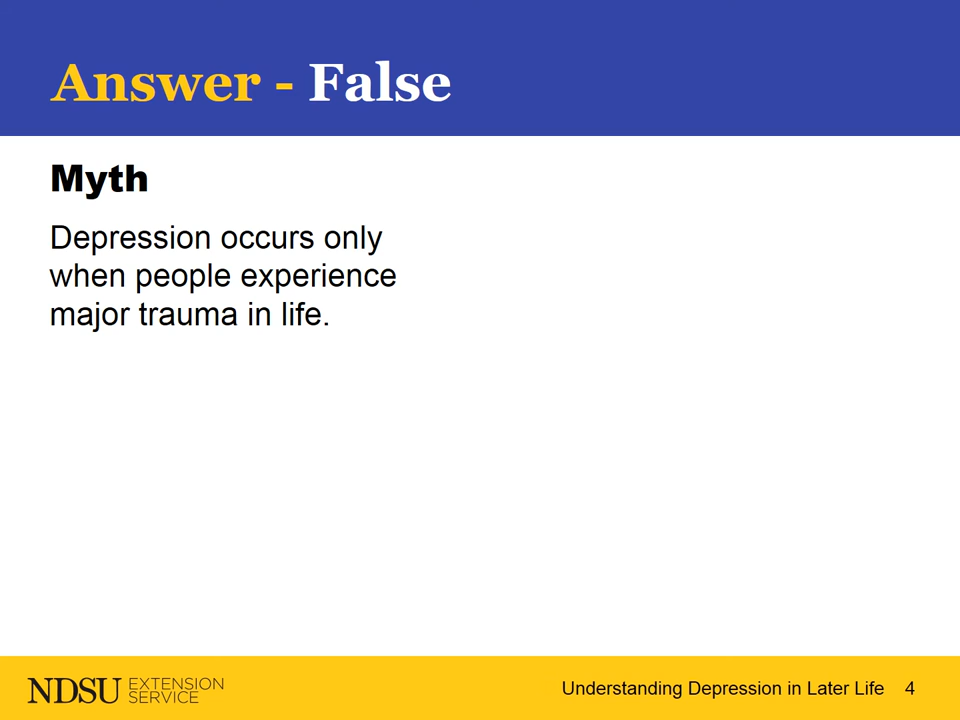 Answer - False
Myth
Depression occurs only
when people experience
major trauma in life.
NDSU EXTENSION
SERVICE
Understanding Depression in Later Life 4